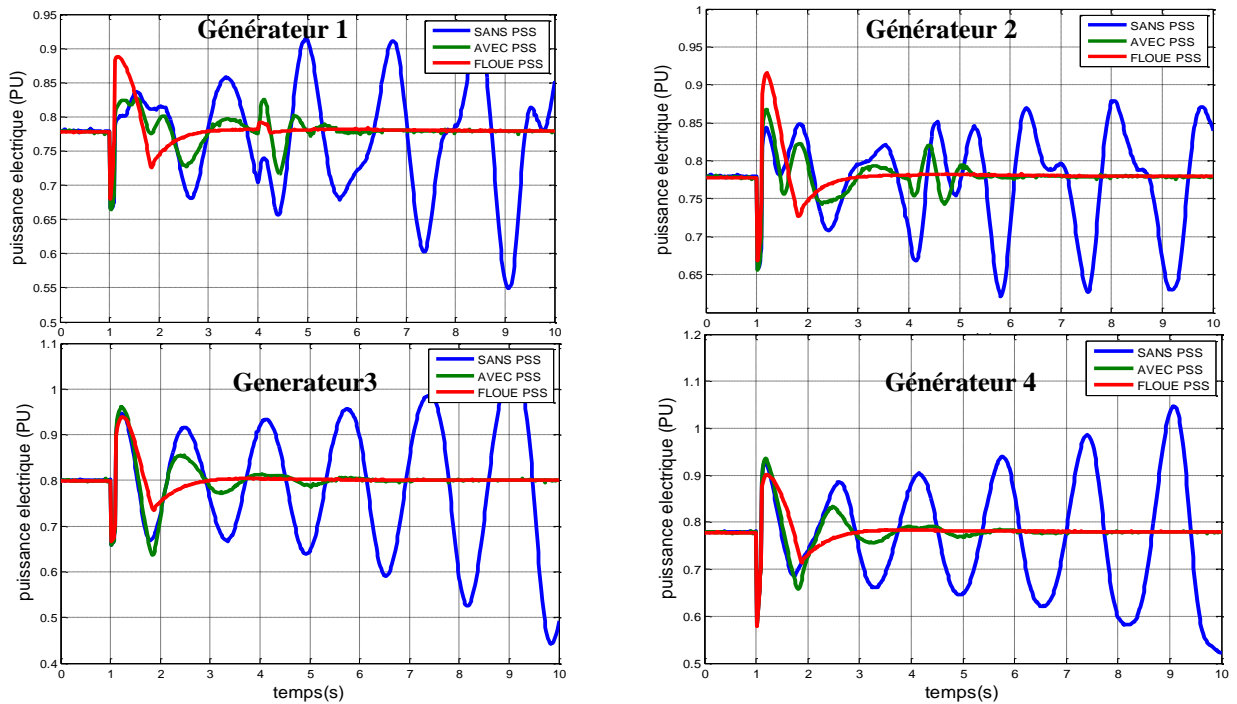 Générateur 1
SANS PSS
AVEC PSS
FLOUE PSS
puissance electrique (PU)
0.95
0.9
0.85
0.8
0.75
0.7
0.65
0.6
0.55
0.5
0 1 2 3 4 5 6 7 8 9 10
Générateur 2
SANS PSS
AVEC PSS
FLOUE PSS
puissance electrique (PU)
1
0.95
0.9
0.85
0.8
0.75
0.7
0.65
0 1 2 3 4 5 6 7 8 9 10
Generateur3
SANS PSS
AVEC PSS
FLOUE PSS
puissance electrique (PU)
1.1
1
0.9
0.8
0.7
0.6
0.5
0.4
0 1 2 3 4 5 6 7 8 9 10
temps(s)
Générateur 4
SANS PSS
AVEC PSS
FLOUE PSS
puissance electrique (PU)
1.2
1.1
1
0.9
0.8
0.7
0.6
0.5
0 1 2 3 4 5 6 7 8 9 10
temps(s)